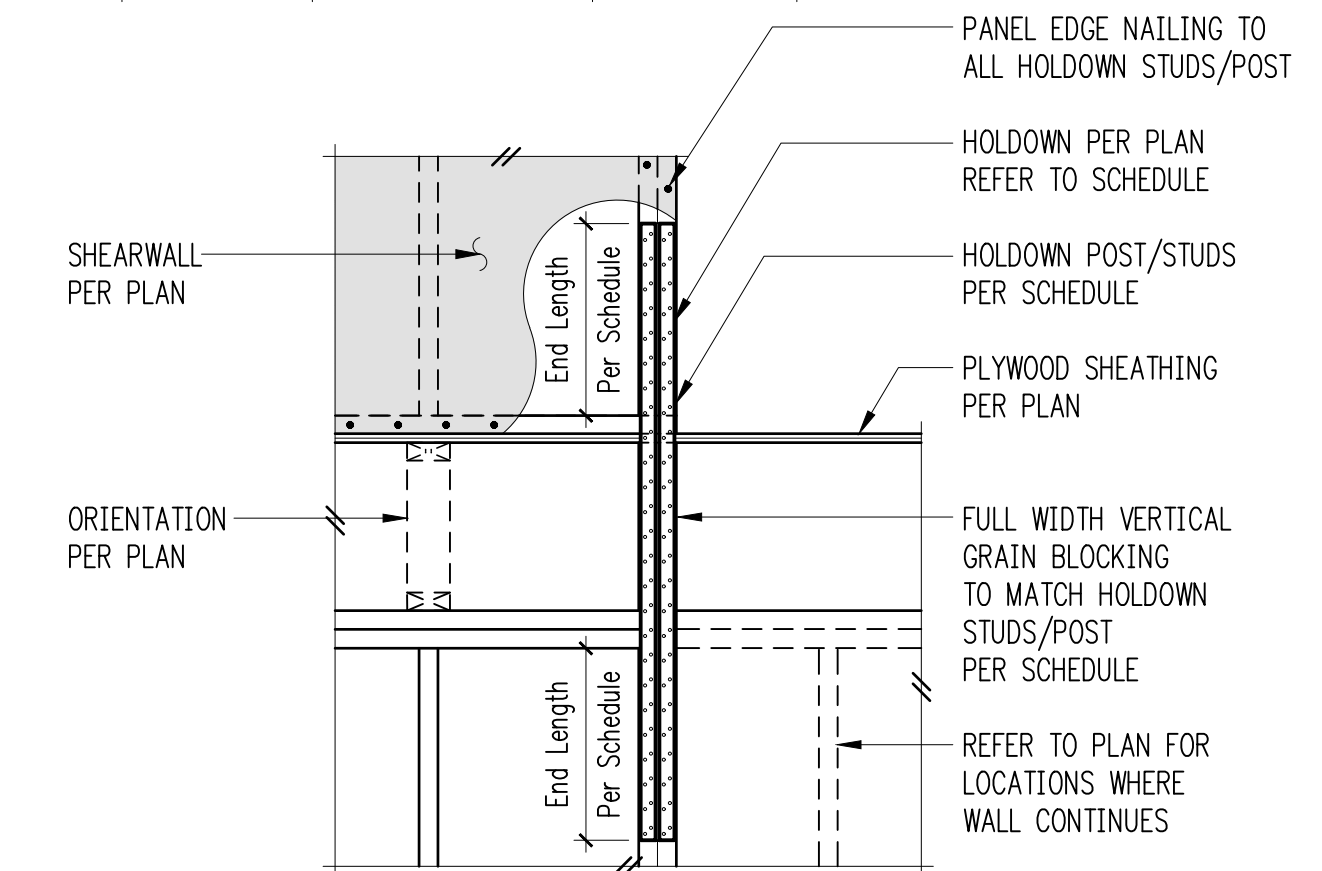 PANEL EDGE NAILING TO
ALL HOLDOWN STUDS/POST
HOLDOWN PER PLAN
REFER TO SCHEDULE
SHEARWALL
PER PLAN
End Length
Per Schedule
HOLDOWN POST/STUDS
PER SCHEDULE
PLYWOOD SHEATHING
PER PLAN
ORIENTATION
PER PLAN
FULL WIDTH VERTICAL
GRAIN BLOCKING
TO MATCH HOLDOWN
STUDS/POST
PER SCHEDULE
End Length
Per Schedule
REFER TO PLAN FOR
LOCATIONS WHERE
WALL CONTINUES